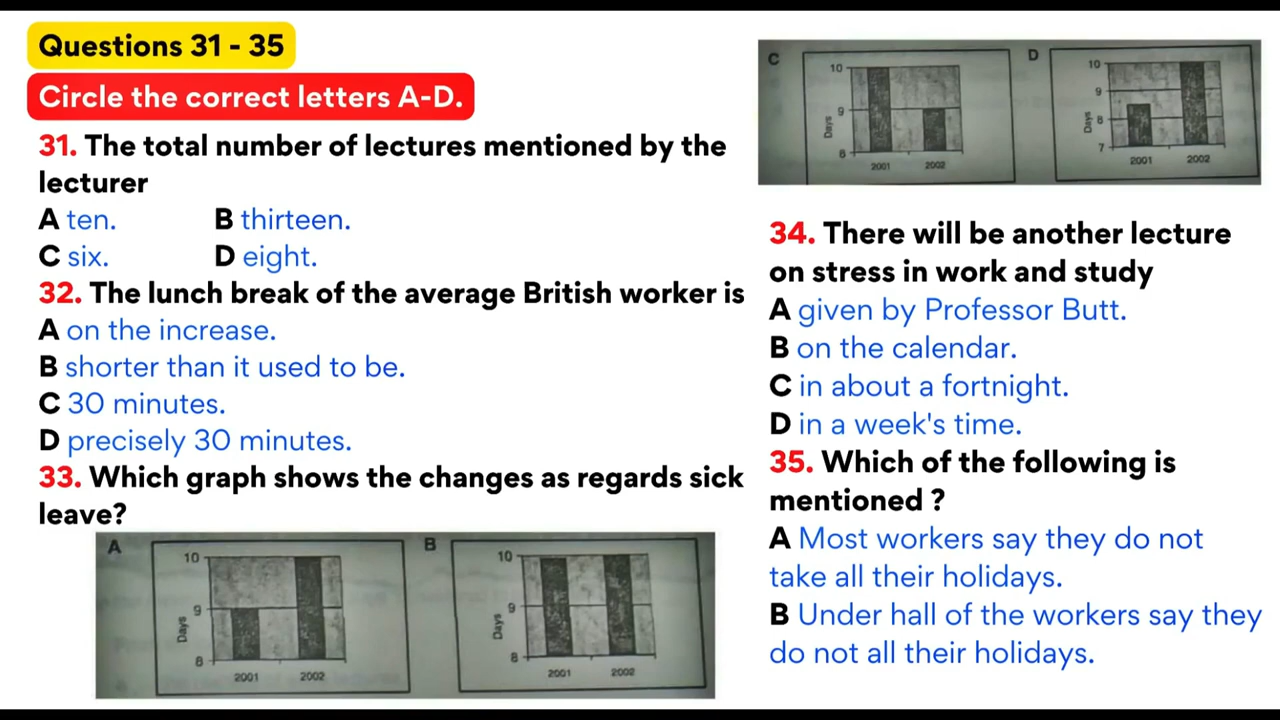 Questions 31 - 35
Circle the correct letters A-D.
31. The total number of lectures mentioned by the
lecturer
A ten. B thirteen.
C six. D eight.
32. The lunch break of the average British worker is
A on the increase.
B shorter than it used to be.
C 30 minutes.
D precisely 30 minutes.
33. Which graph shows the changes as regards sick
leave?
A
10
9
8
Days
2001 2002
B
10
9
8
Days
2001 2002
C
10
9
8
Days
2001 2002
D
10
9
8
7
Days
2001 2002
34. There will be another lecture
on stress in work and study
A given by Professor Butt.
B on the calendar.
C in about a fortnight.
D in a week's time.
35. Which of the following is
mentioned ?
A Most workers say they do not
take all their holidays.
B Under hall of the workers say they
do not all their holidays.